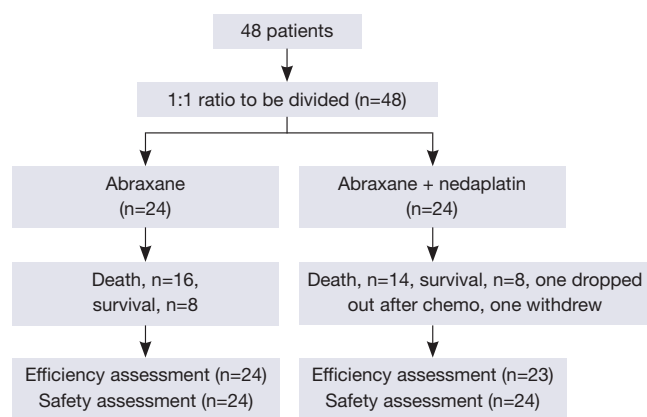 48 patients
1:1 ratio to be divided (n=48)
Abraxane
(n=24)
Abraxane + nedaplatin
(n=24)
Death, n=16,
survival, n=8
Death, n=14, survival, n=8, one dropped
out after chemo, one withdrew
Efficiency assessment (n=24)
Safety assessment (n=24)
Efficiency assessment (n=23)
Safety assessment (n=24)